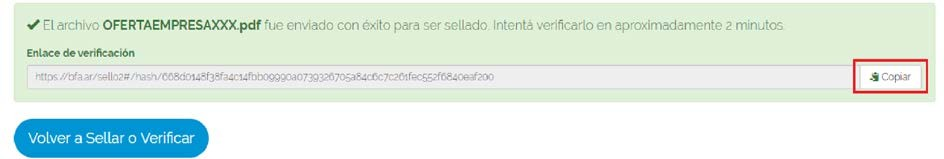 ✓ El archivo OFERTAEMPRESAXXX.pdf fue enviado con éxito para ser sellado. Intentá verificarlo en aproximadamente 2 minutos.
Enlace de verificación
https://bfa.ar/sello2#/hash/668d0148f38fa4c14fbb09990a0739326705a84c6c7c261fec552f6840eaf200
Copiar
Volver a Sellar o Verificar